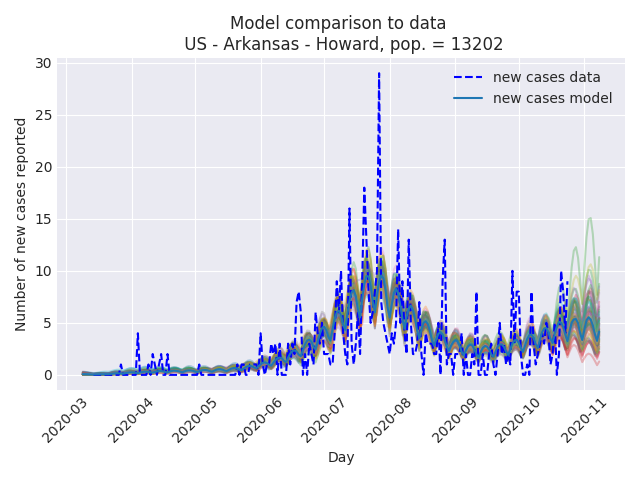 Model comparison to data
US - Arkansas - Howard, pop. = 13202
new cases data
new cases model
Number of new cases reported
30
25
20
15
10
5
0
2020-03
2020-04
2020-05
2020-06
2020-07
2020-08
2020-09
2020-10
2020-11
Day